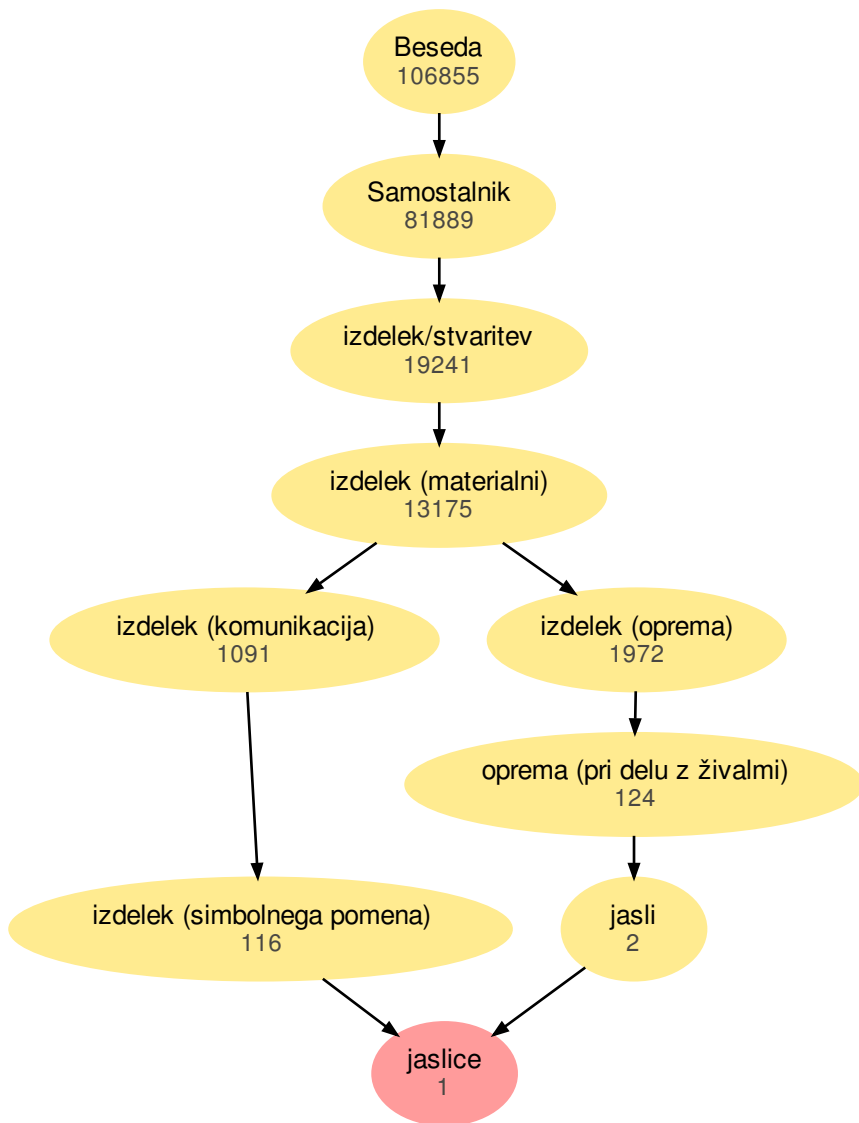 Beseda
106855
Samostalnik
81889
izdelek/stvaritev
19241
izdelek (materialni)
13175
izdelek (komunikacija)
1091
izdelek (oprema)
1972
oprema (pri delu z živalmi)
124
izdelek (simbolnega pomena)
116
jasli
2
jaslice
1